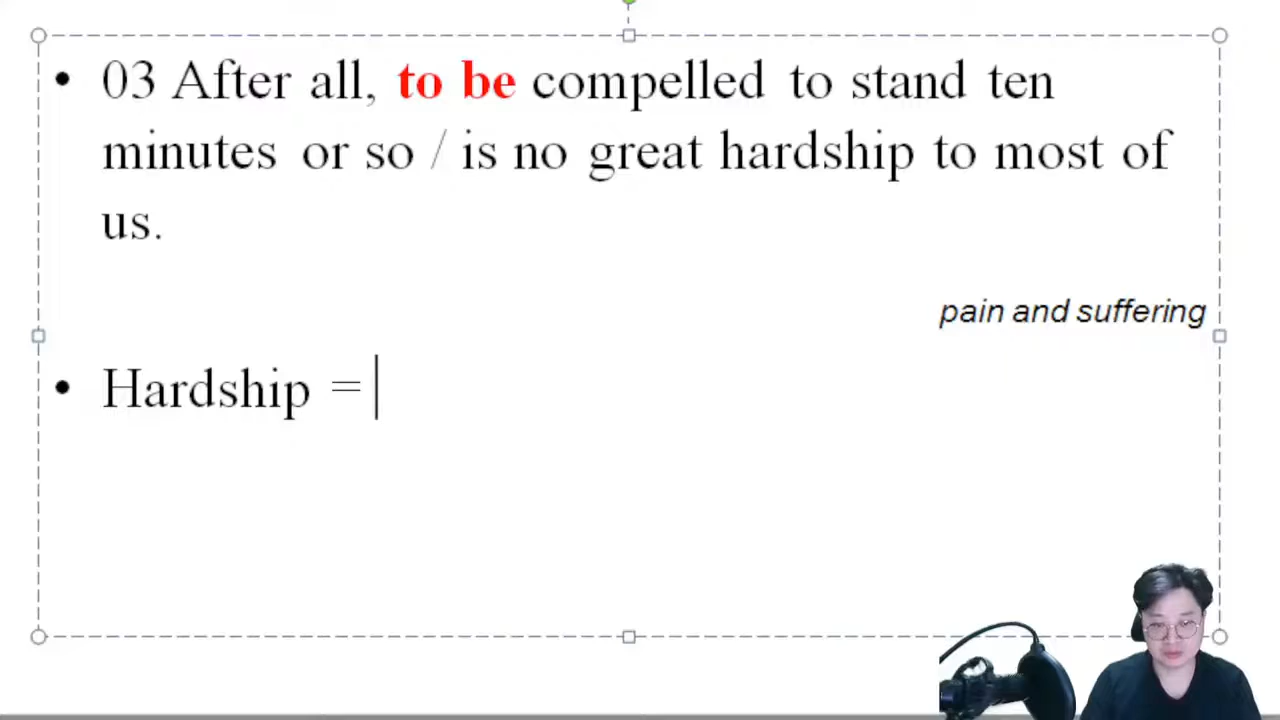 • 03 After all, to be compelled to stand ten
minutes or so / is no great hardship to most of
us.
pain and suffering
• Hardship =